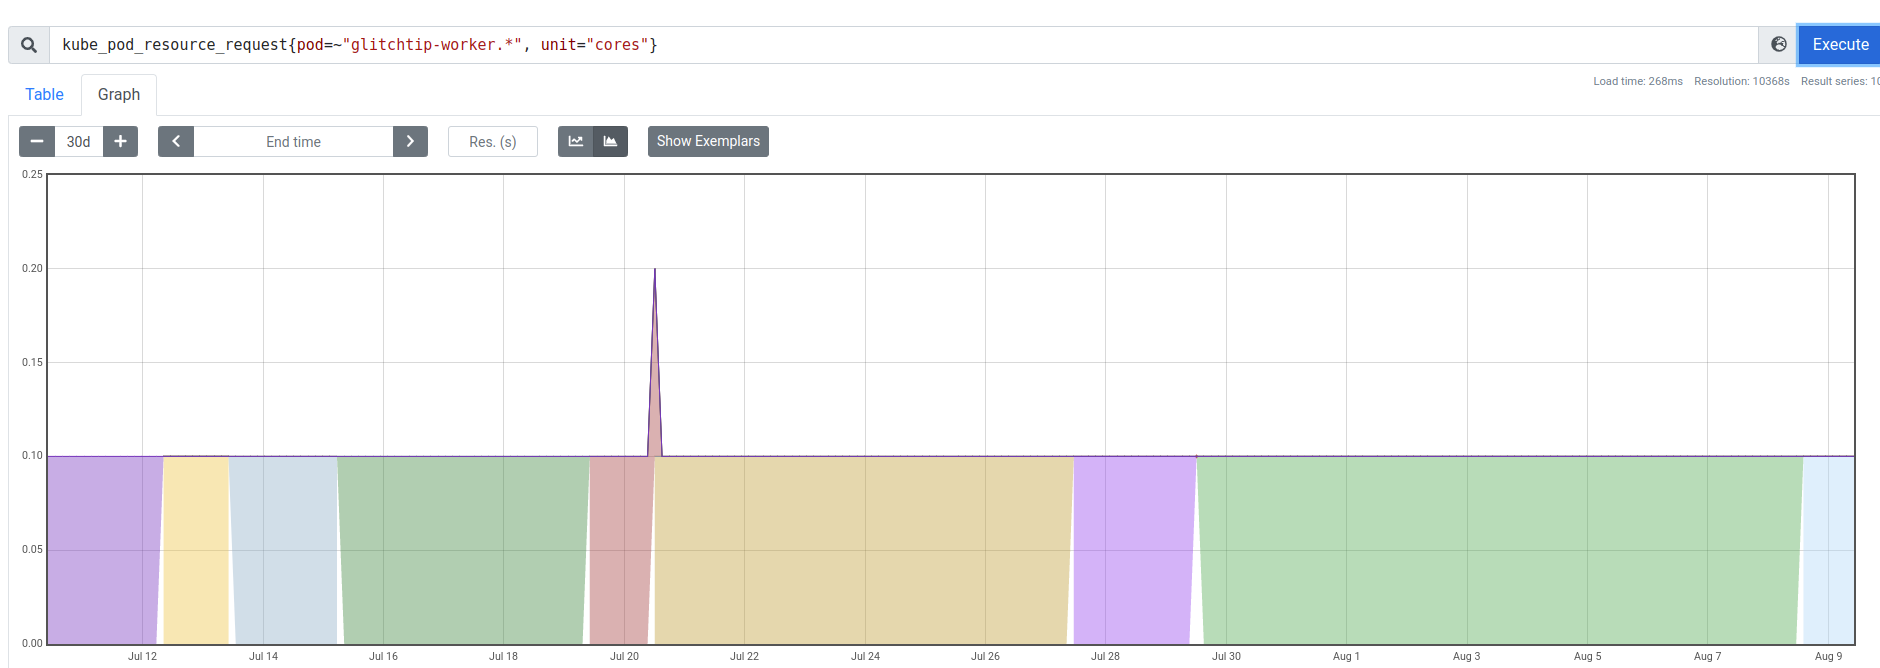 kube_pod_resource_request{pod=~"glitchtip-worker.*", unit="cores"}
Execute
Load time: 268ms Resolution: 10368s Result series: 10
Table Graph
30d End time Res. (s) Show Exemplars
0.25
0.20
0.15
0.10
0.05
0.00
Jul 12 Jul 14 Jul 16 Jul 18 Jul 20 Jul 22 Jul 24 Jul 26 Jul 28 Jul 30 Aug 1 Aug 3 Aug 5 Aug 7 Aug 9